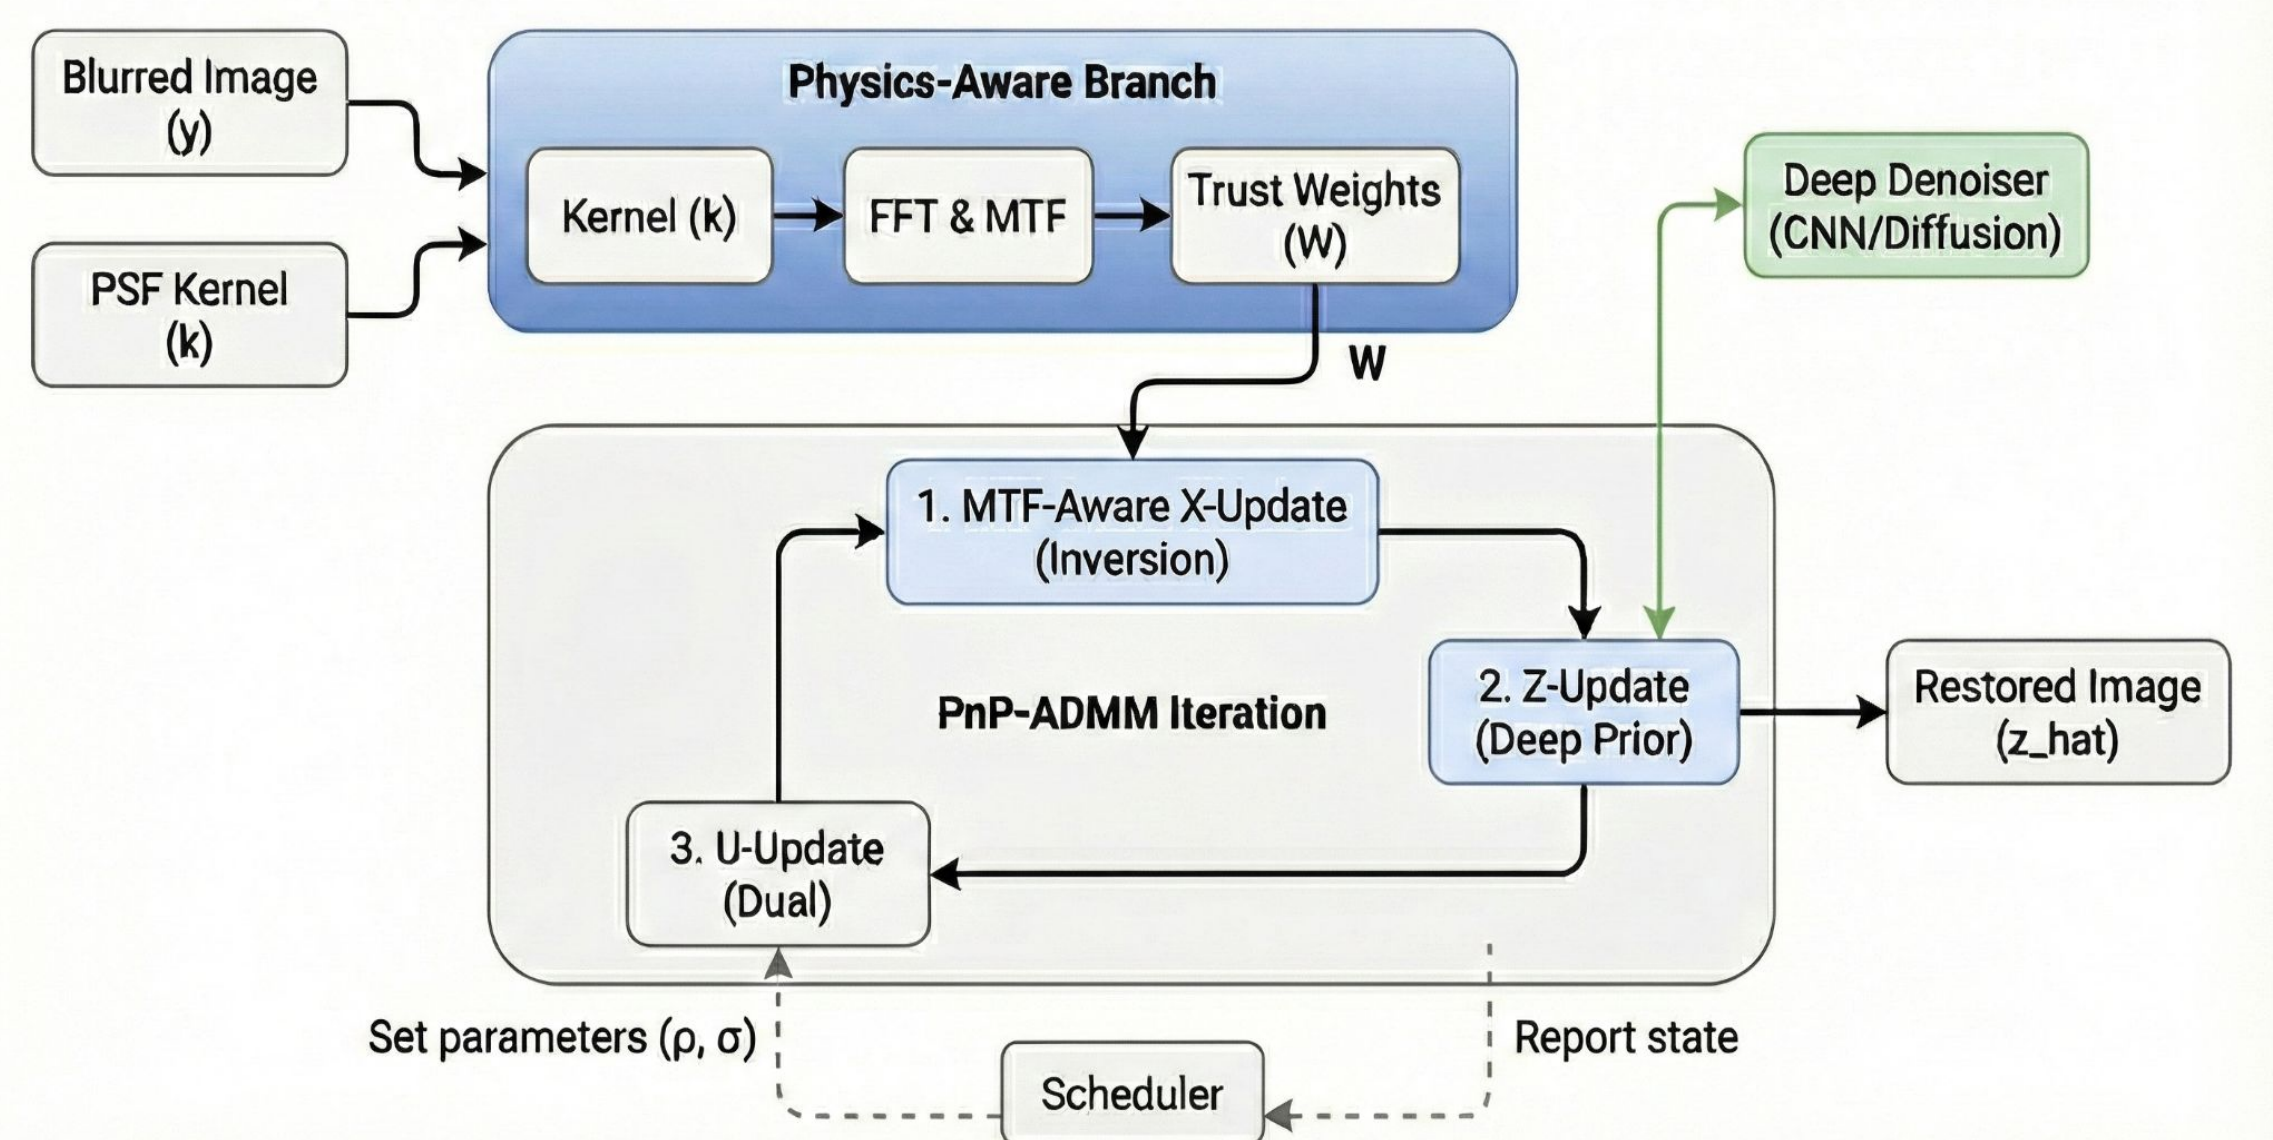 Blurred Image
(y)
PSF Kernel
(k)
Physics-Aware Branch
Kernel (k)
FFT & MTF
Trust Weights
(W)
W
Deep Denoiser
(CNN/Diffusion)
1. MTF-Aware X-Update
(Inversion)
PnP-ADMM Iteration
2. Z-Update
(Deep Prior)
Restored Image
(z_hat)
3. U-Update
(Dual)
Set parameters (ρ, σ)
Report state
Scheduler